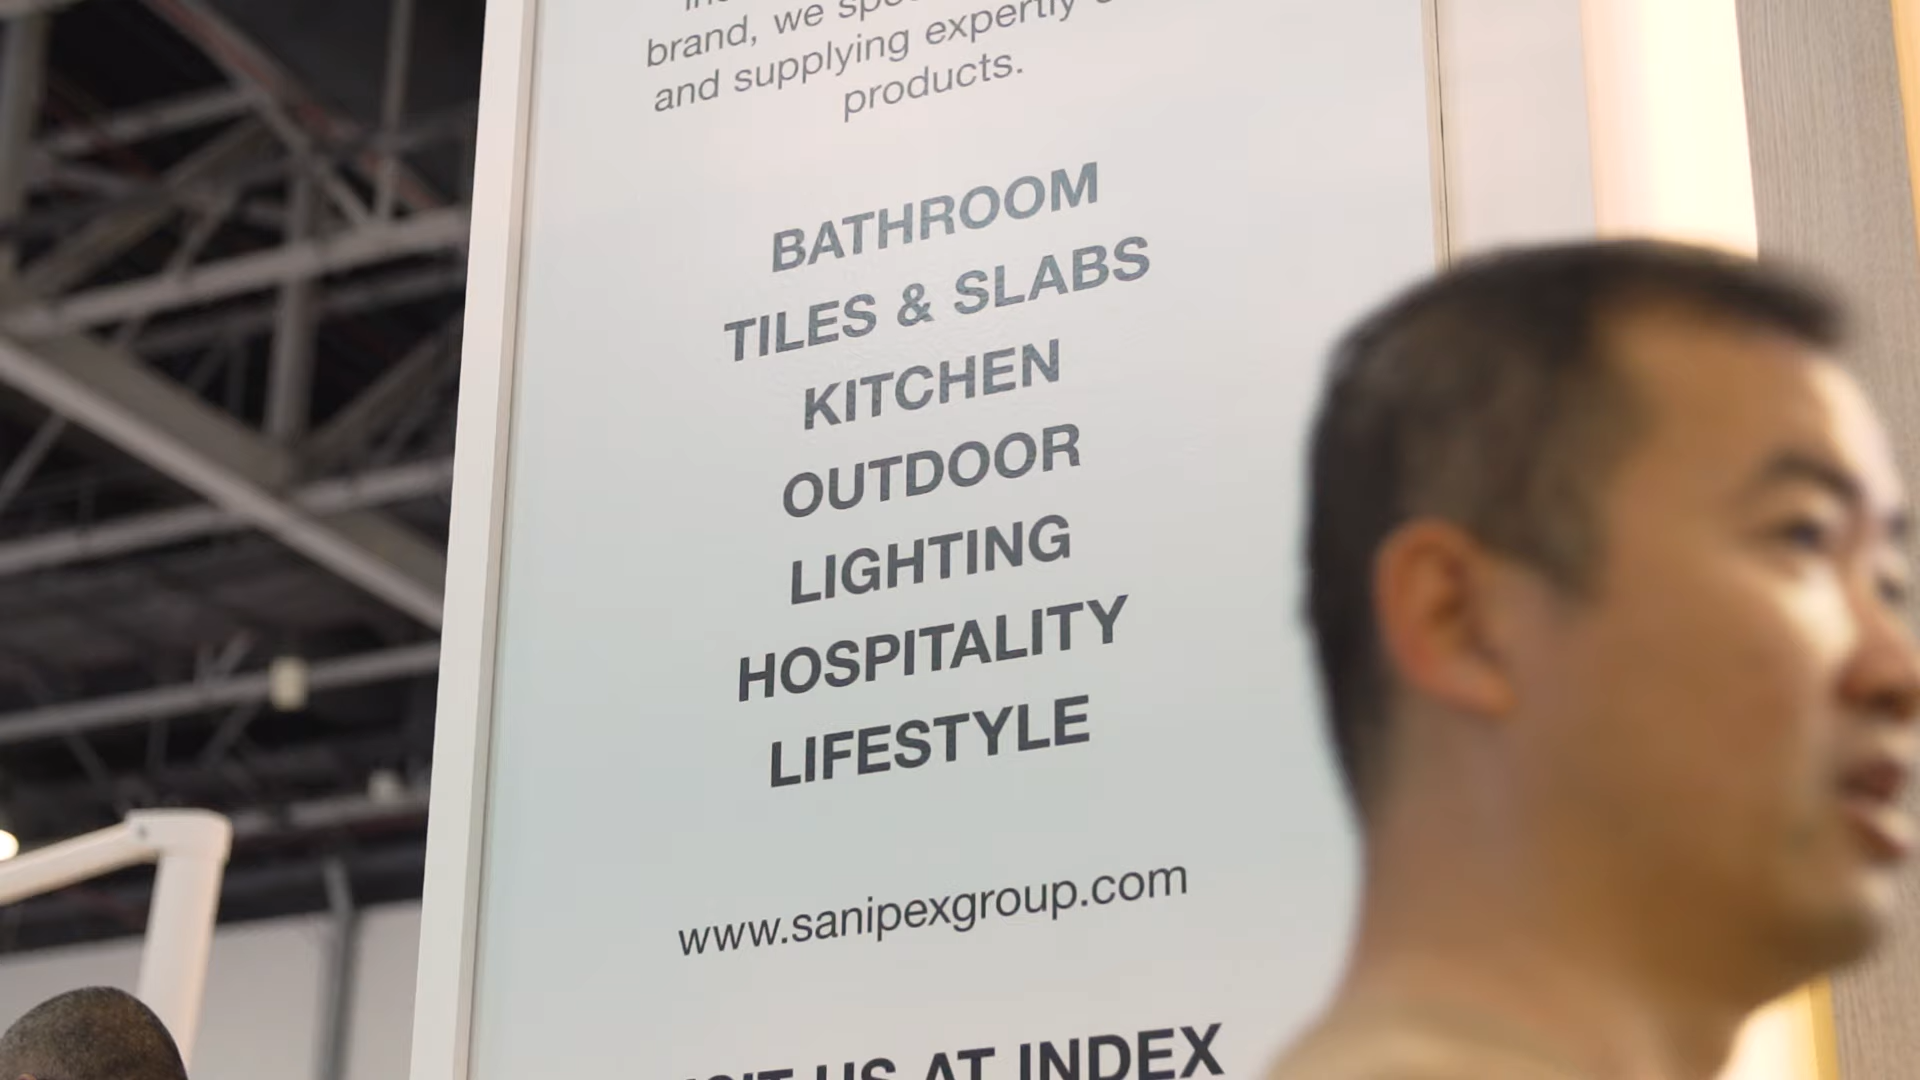 brand, we
and supplying expertly
products.
BATHROOM
TILES & SLABS
KITCHEN
OUTDOOR
LIGHTING
HOSPITALITY
LIFESTYLE
www.sanipexgroup.com
US AT INDEX